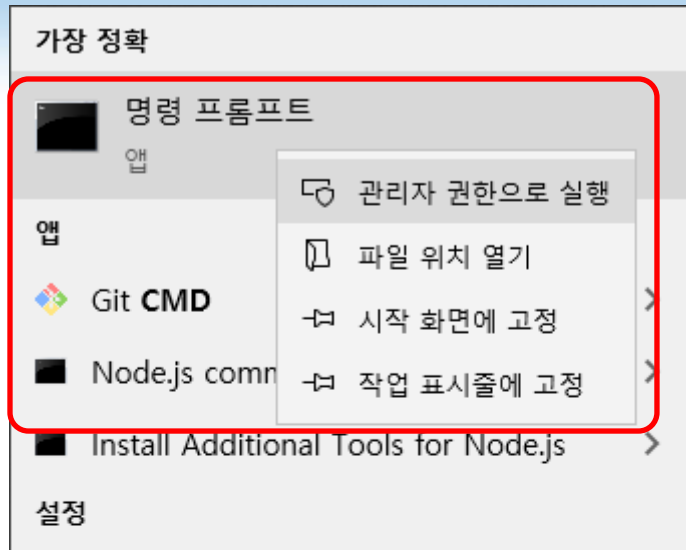 가장 정확
명령 프롬프트
앱
관리자 권한으로 실행
파일 위치 열기
시작 화면에 고정
작업 표시줄에 고정
앱
Git CMD
Node.js comm
Install Additional Tools for Node.js
설정